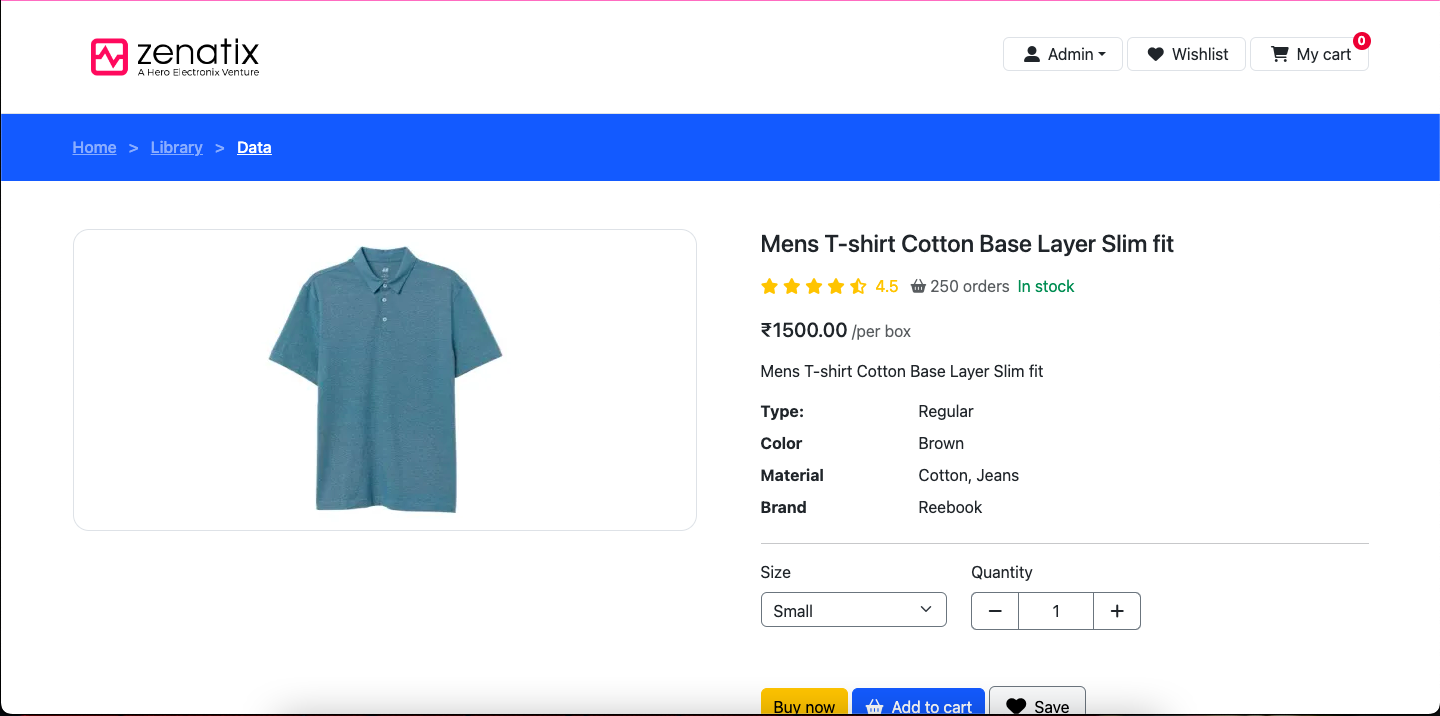 zenatix
A Hero Electronix Venture
Admin
Wishlist
My cart
0
Home > Library > Data
Mens T-shirt Cotton Base Layer Slim fit
4.5 250 orders In stock
₹1500.00 /per box
Mens T-shirt Cotton Base Layer Slim fit
Type: Regular
Color Brown
Material Cotton, Jeans
Brand Reebook
Size Quantity
Small − 1 +
Buy now Add to cart Save